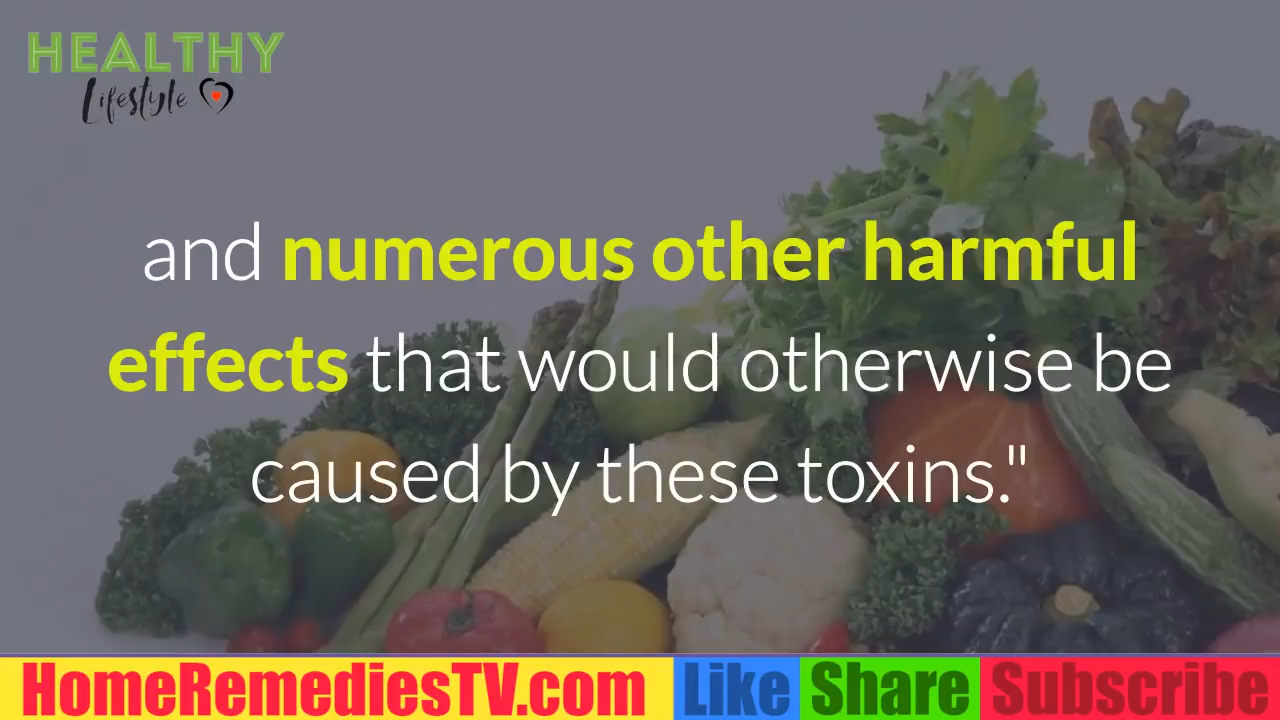 HEALTHY
Lifestyle
and numerous other harmful
effects that would otherwise be
caused by these toxins."
HomeRemediesTV.com Like Share Subscribe